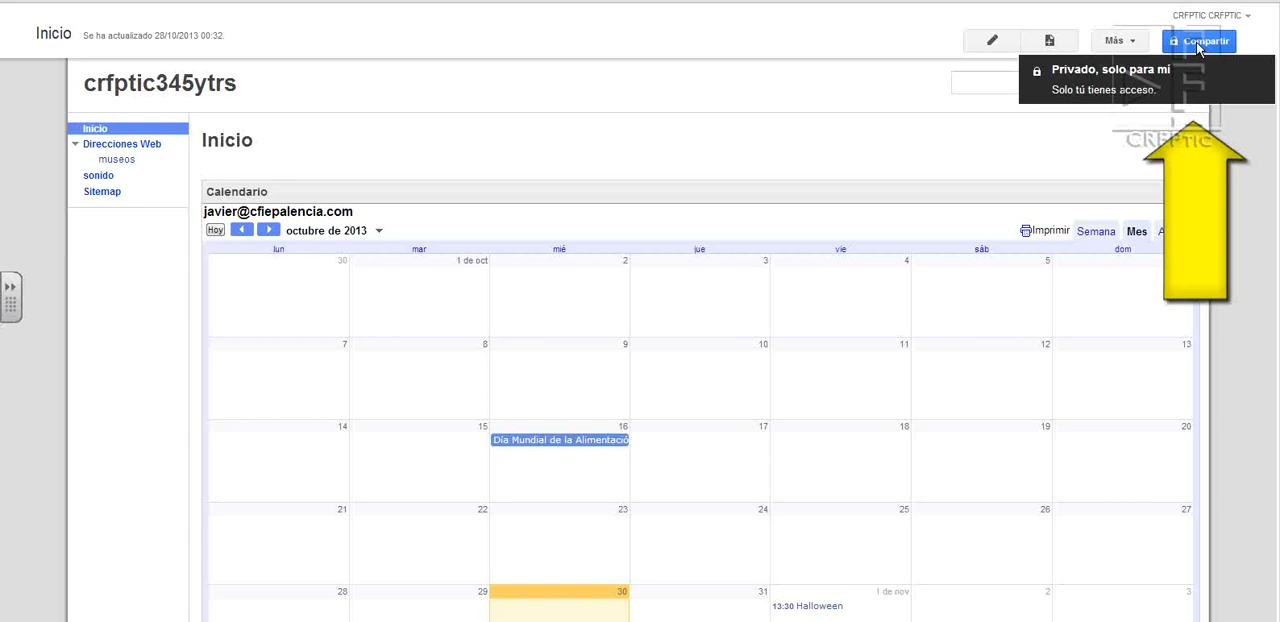 CRFPTIC CRFPTIC
Inicio Se ha actualizado 28/10/2013 00:32.
Más
Compartir
Privado, solo para mí
Solo tú tienes acceso.
crfptic345ytrs
CRFPTIC
Inicio
Direcciones Web
museos
sonido
Sitemap
Inicio
Calendario
javier@cfiepalencia.com
Hoy octubre de 2013 Imprimir Semana Mes
lun mar mié jue vie sáb dom
30 1 de oct 2 3 4 5
7 8 9 10 11 12 13
14 15 16 17 18 19 20
Día Mundial de la Alimentació
21 22 23 24 25 26 27
28 29 30 31 1 de nov 2 3
13:30 Halloween